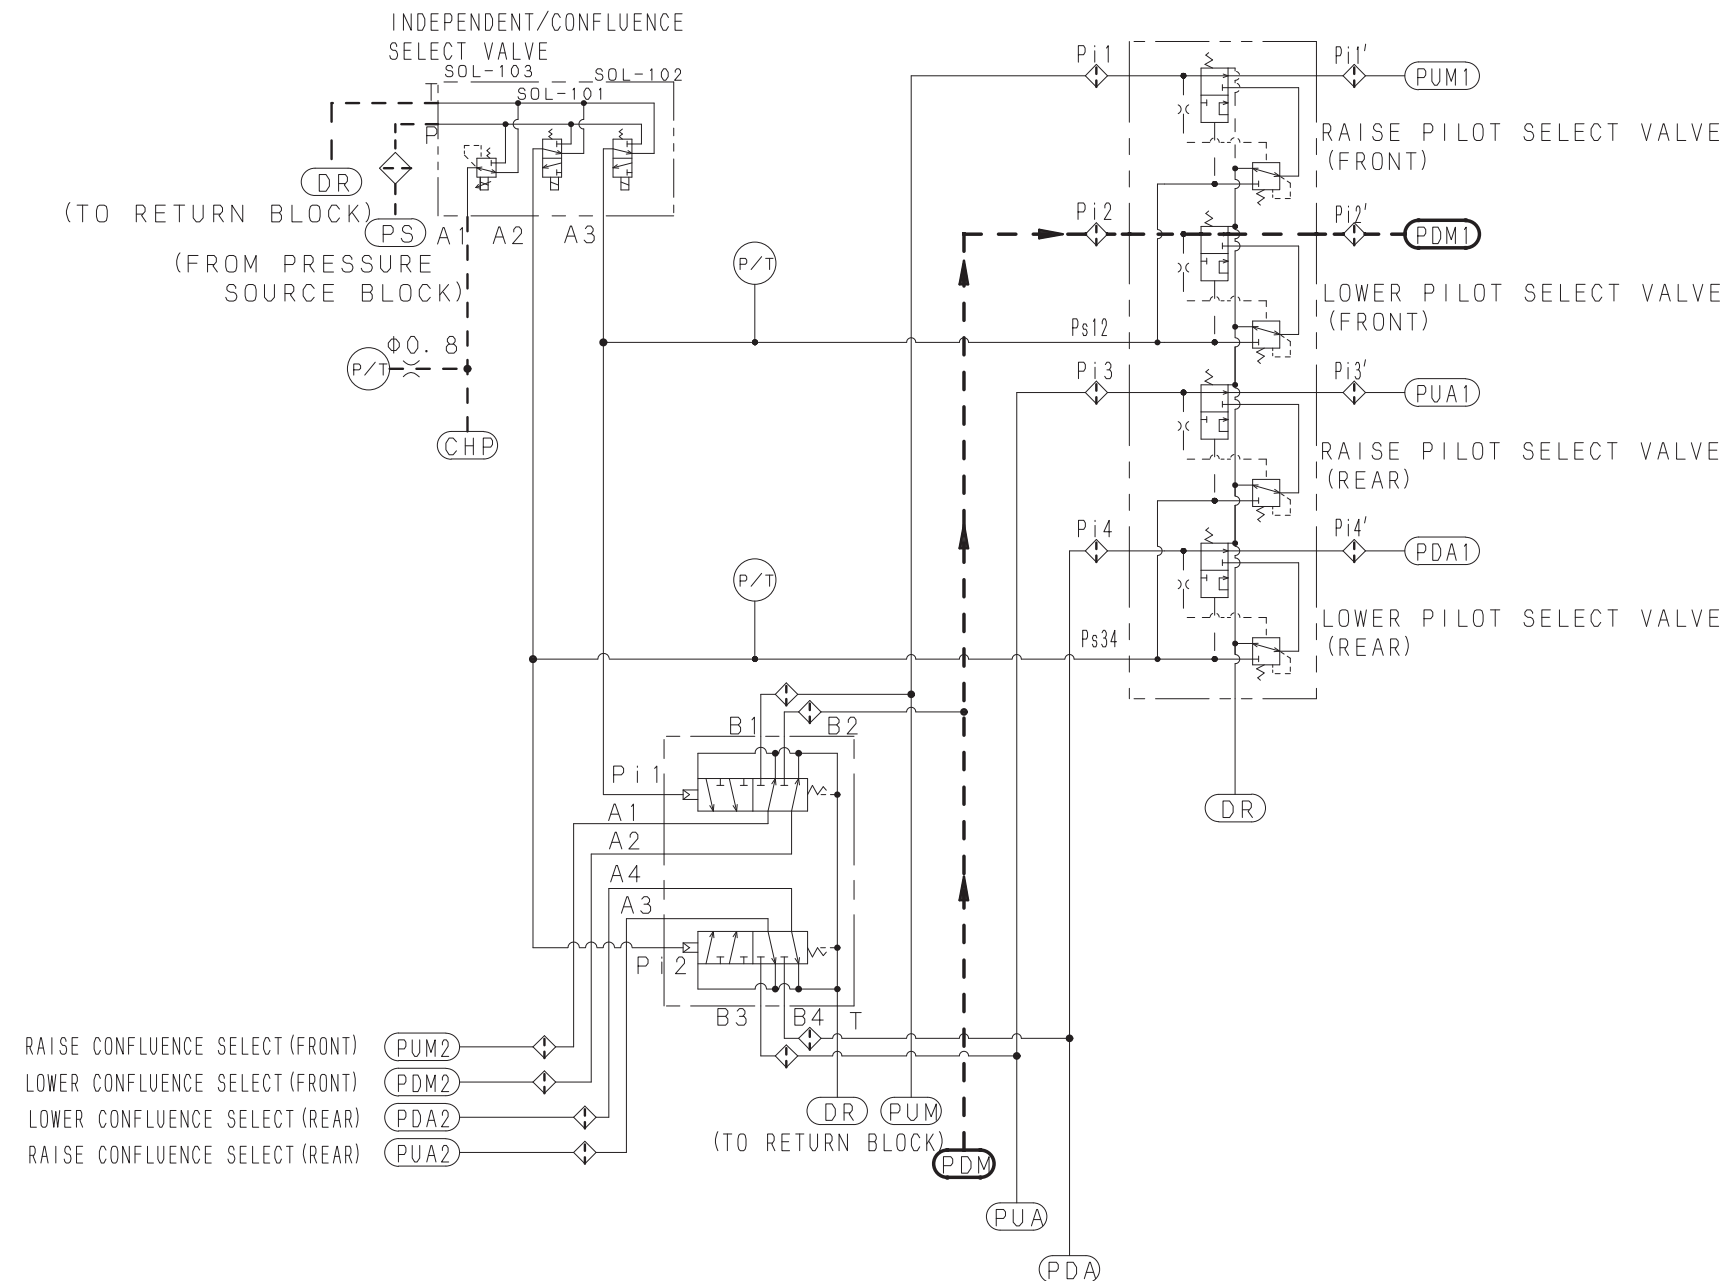 INDEPENDENT/CONFLUENCE
SELECT VALVE
SOL-103
SOL-102
SOL-101
T
P
DR
(TO RETURN BLOCK)
PS
A1
A2
A3
(FROM PRESSURE
SOURCE BLOCK)
P/T
Φ0.8
CHP
P/T
P/T
Pi1
Pi1'
PUM1
RAISE PILOT SELECT VALVE
(FRONT)
Pi2
Pi2'
PDM1
LOWER PILOT SELECT VALVE
(FRONT)
Ps12
Pi3
Pi3'
PUA1
RAISE PILOT SELECT VALVE
(REAR)
Pi4
Pi4'
PDA1
LOWER PILOT SELECT VALVE
(REAR)
Ps34
DR
B1
B2
Pi1
A1
A2
A4
A3
Pi2
B3
B4
T
RAISE CONFLUENCE SELECT(FRONT)
PUM2
LOWER CONFLUENCE SELECT(FRONT)
PDM2
LOWER CONFLUENCE SELECT(REAR)
PDA2
RAISE CONFLUENCE SELECT(REAR)
PUA2
DR
PUM
(TO RETURN BLOCK)
PDM
PUA
PDA